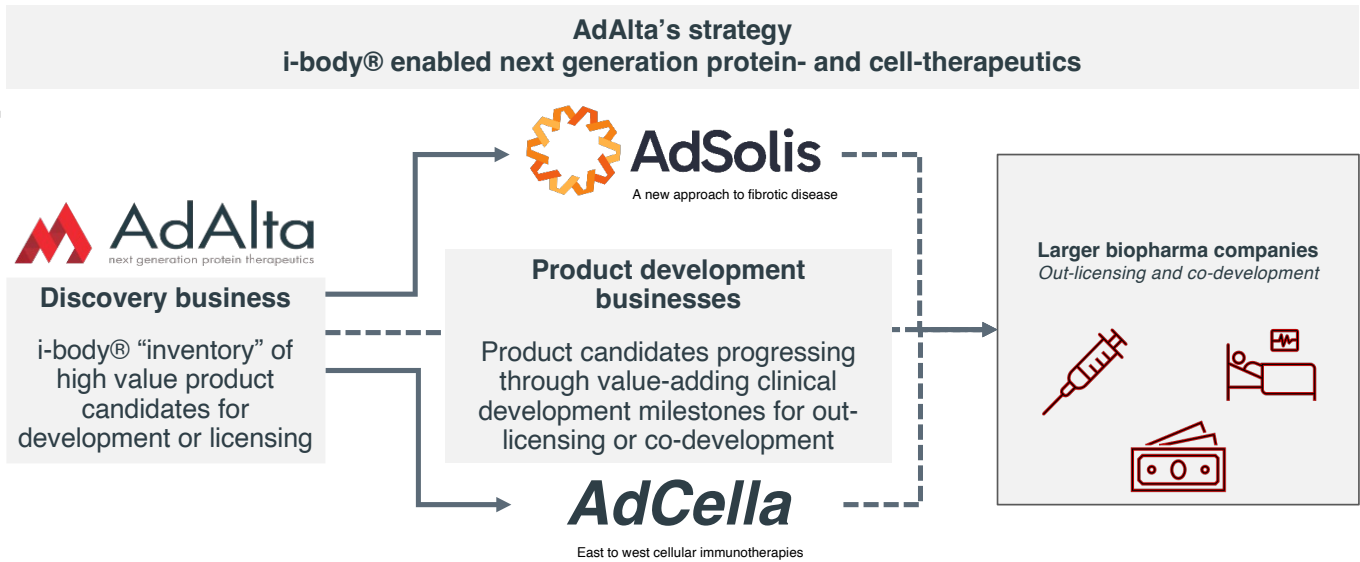 AdAlta’s strategy
i-body® enabled next generation protein- and cell-therapeutics
AdSolis
A new approach to fibrotic disease
AdAlta
next generation protein therapeutics
Discovery business
i-body® “inventory” of
high value product
candidates for
development or licensing
Product development
businesses
Product candidates progressing
through value-adding clinical
development milestones for out-
licensing or co-development
AdCella
East to west cellular immunotherapies
Larger biopharma companies
Out-licensing and co-development